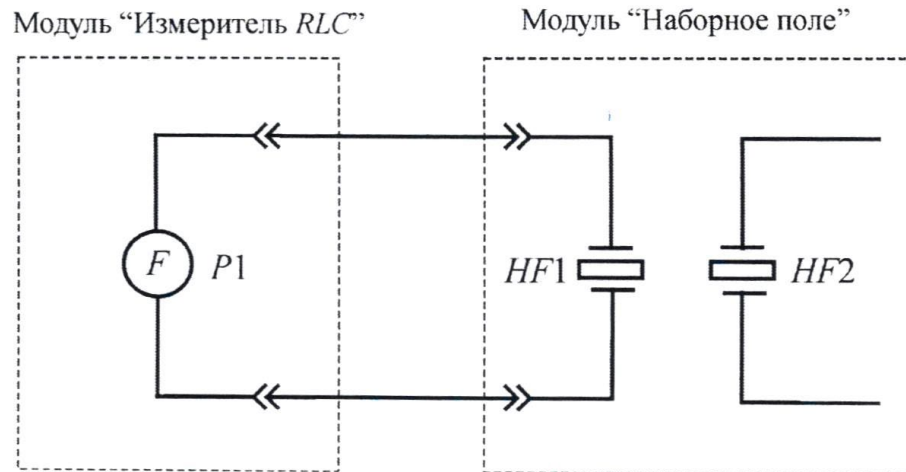 Модуль “Измеритель RLC”
Модуль “Наборное поле”
F
P1
HF1
HF2